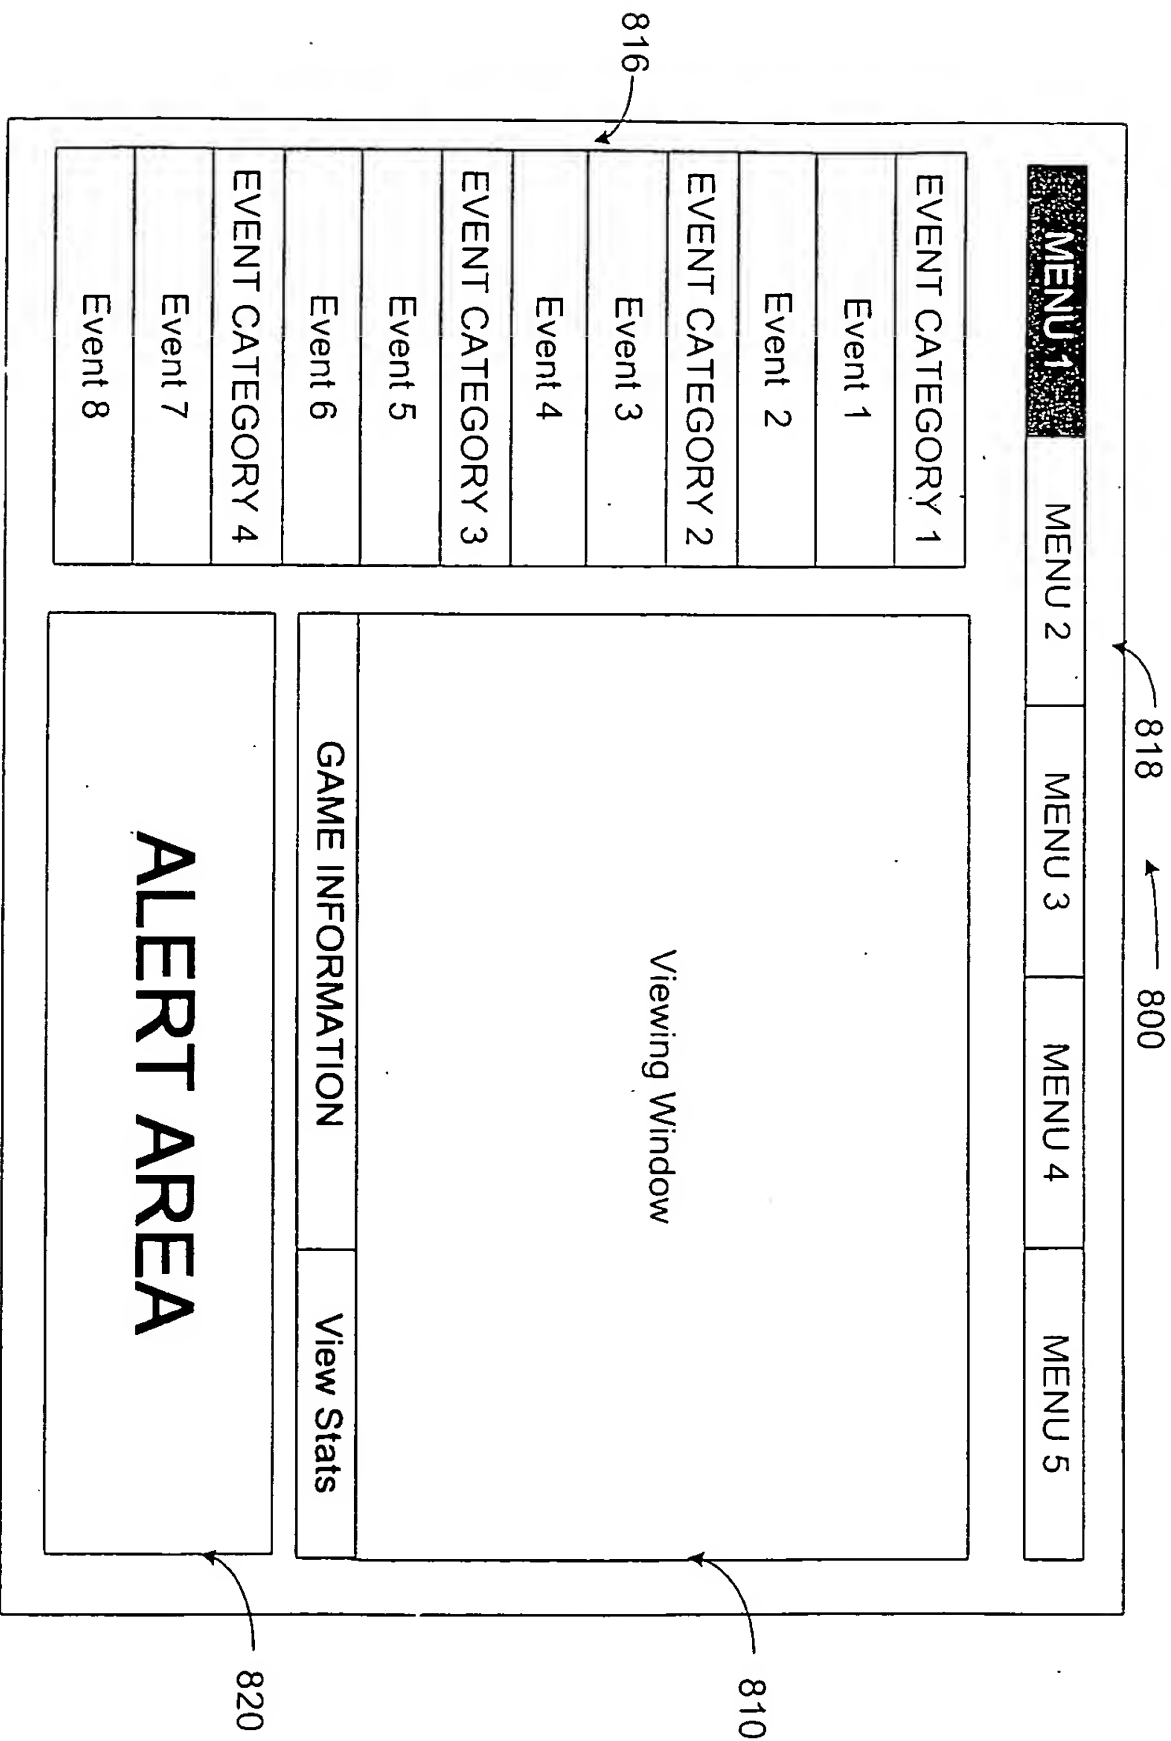 800
818
MENU 1 MENU 2 MENU 3 MENU 4 MENU 5
816
EVENT CATEGORY 1
Event 1
Event 2
EVENT CATEGORY 2
Event 3
Event 4
EVENT CATEGORY 3
Event 5
Event 6
EVENT CATEGORY 4
Event 7
Event 8
Viewing Window
810
GAME INFORMATION View Stats
ALERT AREA
820